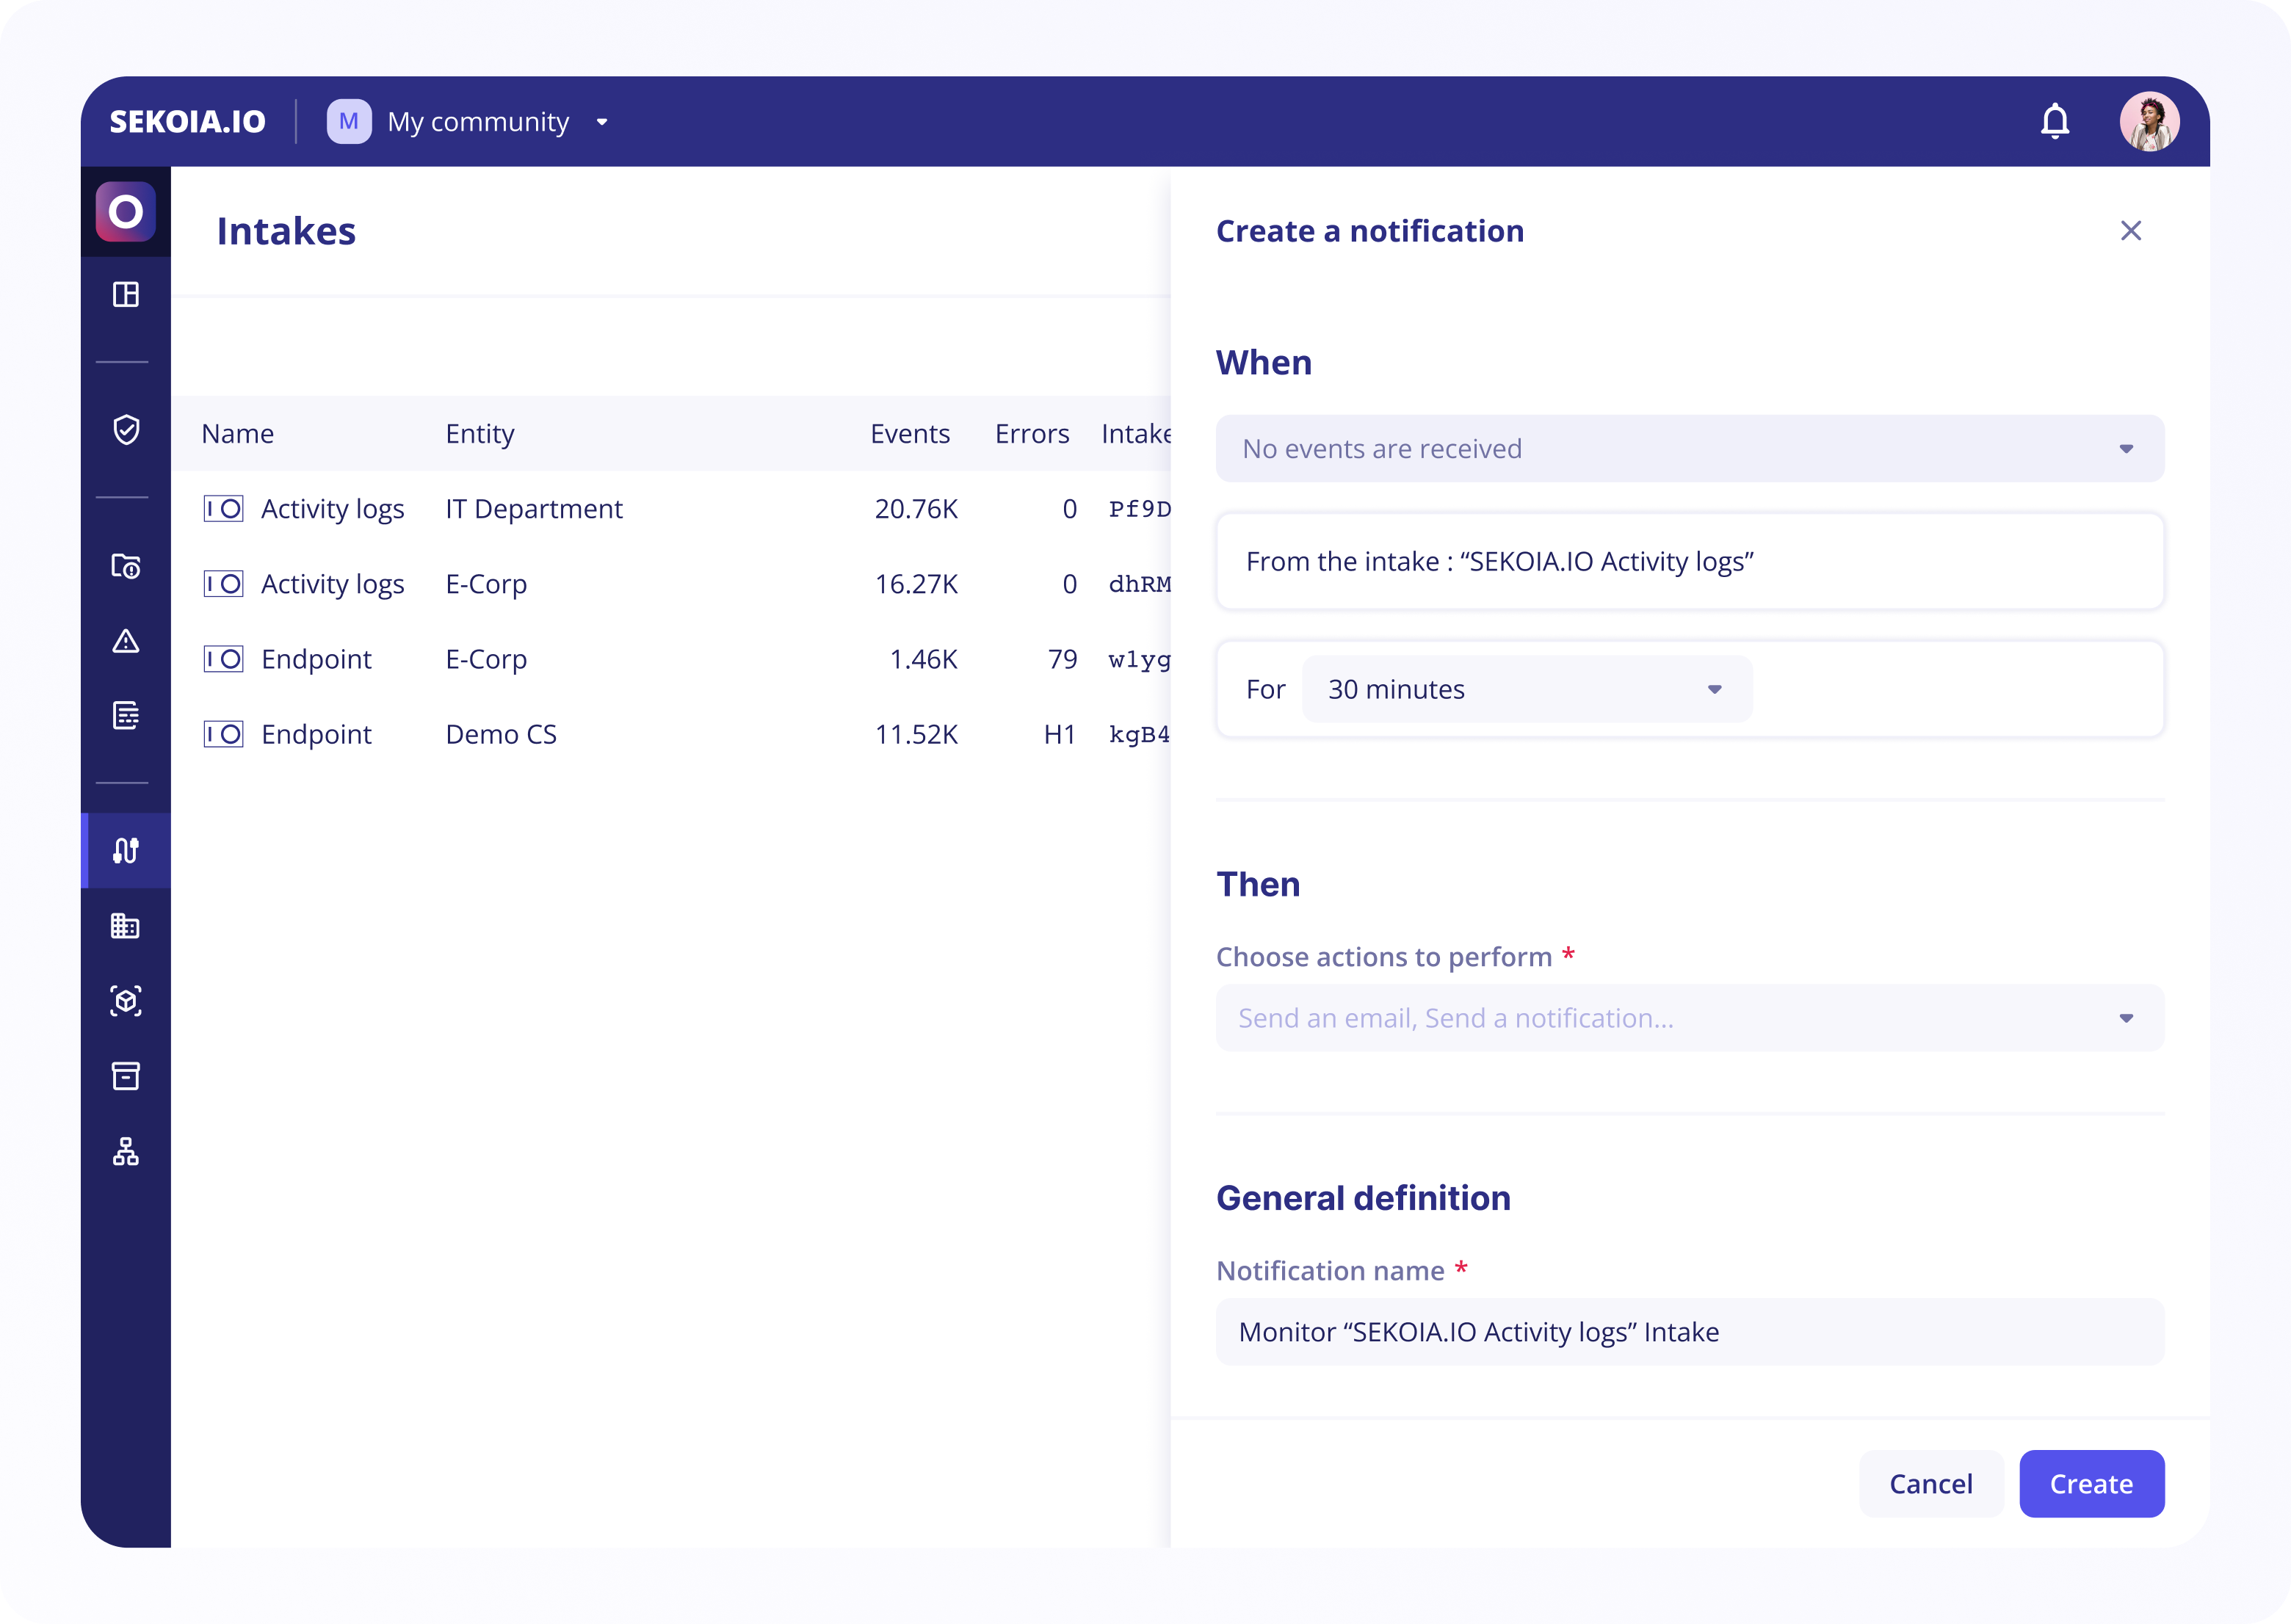 SEKOIA.IO M My community
Intakes
Name Entity Events Errors Intake
IO Activity logs IT Department 20.76K 0 Pf9D
IO Activity logs E-Corp 16.27K 0 dhRM
IO Endpoint E-Corp 1.46K 79 w1yg
IO Endpoint Demo CS 11.52K H1 kgB4
Create a notification
When
No events are received
From the intake : “SEKOIA.IO Activity logs”
For 30 minutes
Then
Choose actions to perform *
Send an email, Send a notification...
General definition
Notification name *
Monitor “SEKOIA.IO Activity logs” Intake
Cancel Create